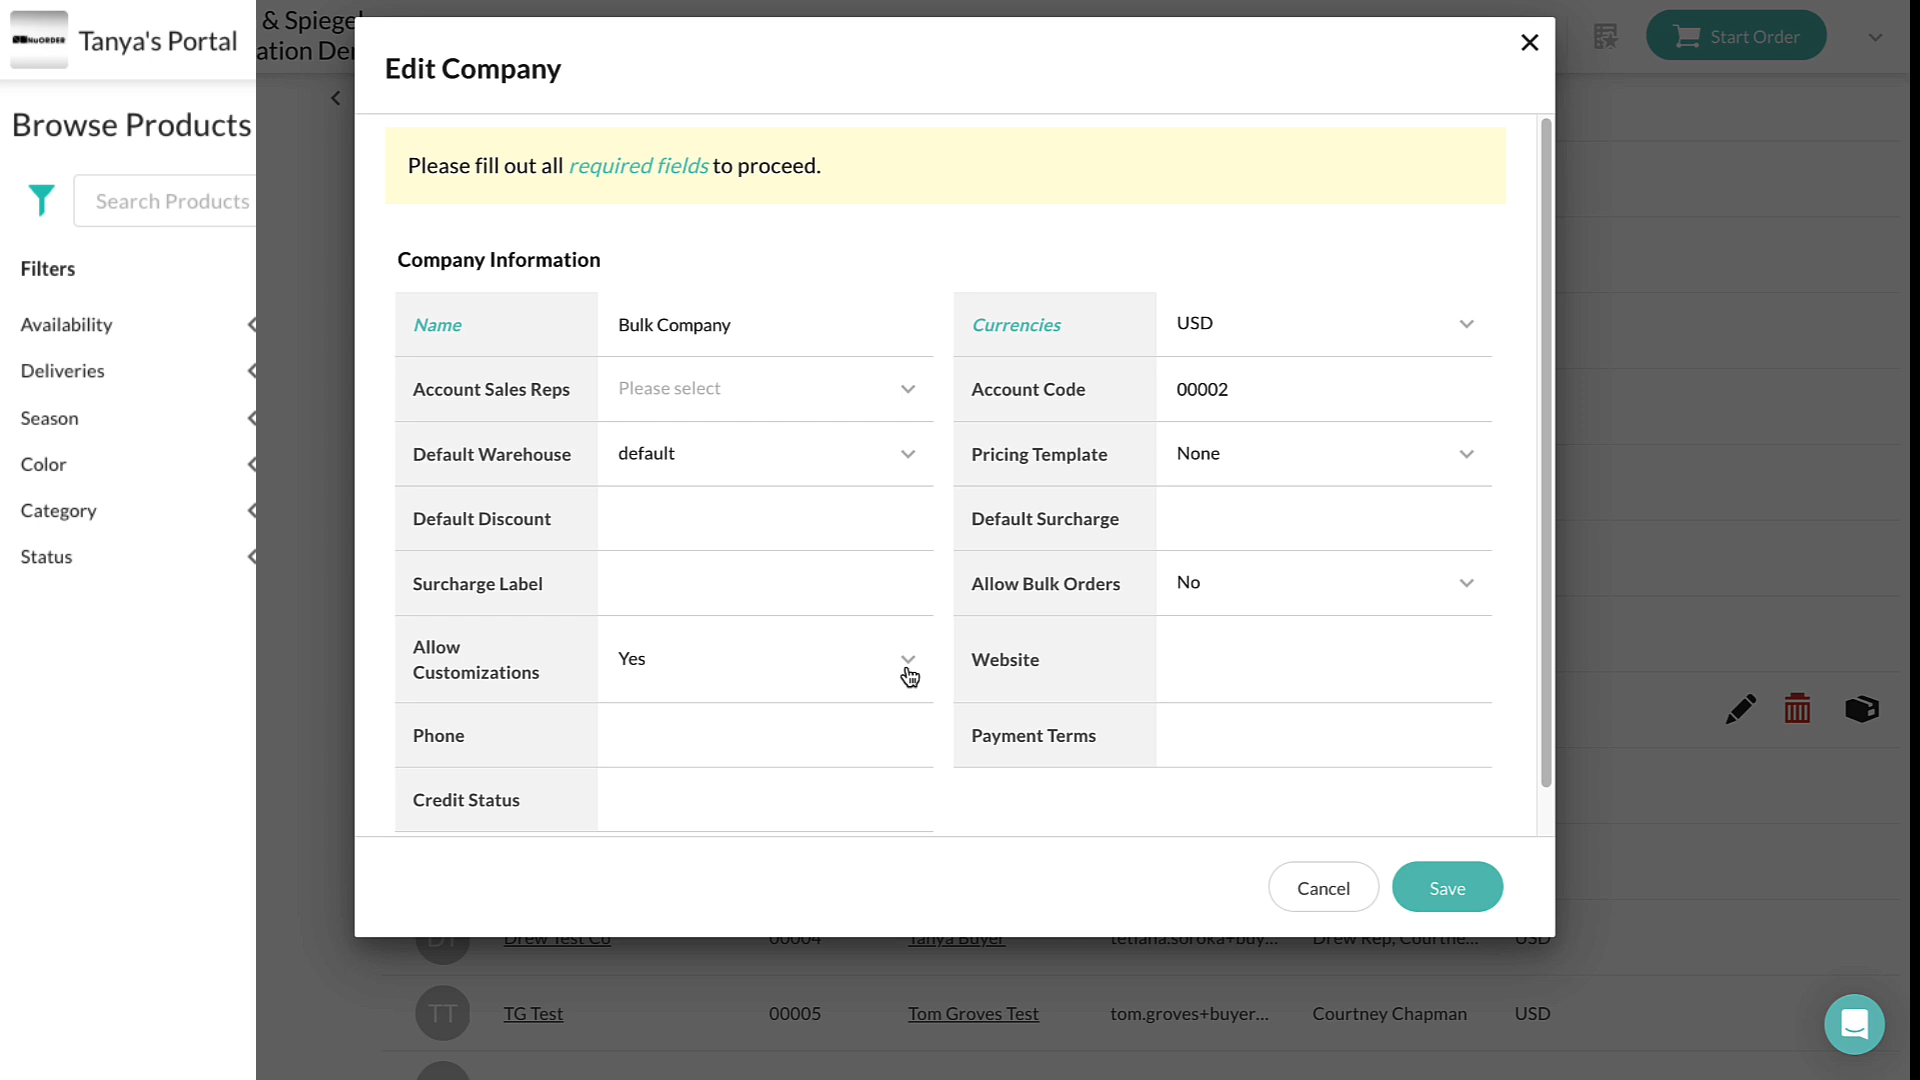 NuORDER
Tanya's Portal
& Spiegel
ation De
Start Order
Browse Products
Search Products
Filters
Availability
Deliveries
Season
Color
Category
Status
Edit Company
Please fill out all required fields to proceed.
Company Information
Name
Bulk Company
Currencies
USD
Account Sales Reps
Please select
Account Code
00002
Default Warehouse
default
Pricing Template
None
Default Discount
Default Surcharge
Surcharge Label
Allow Bulk Orders
No
Allow
Customizations
Yes
Website
Phone
Payment Terms
Credit Status
Cancel
Save
DT
Drew Test Co
00004
Tanya Buyer
tetiana.soroka+buy...
Drew Rep, Courtne...
USD
TT
TG Test
00005
Tom Groves Test
tom.groves+buyer...
Courtney Chapman
USD